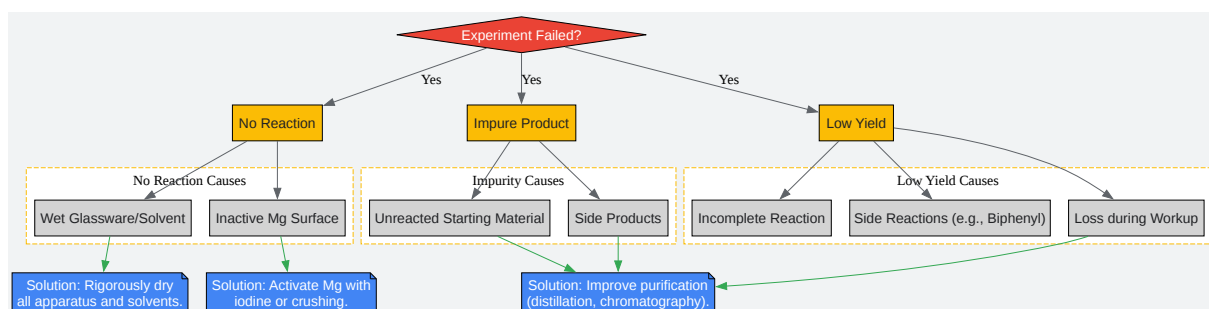 Experiment Failed?
Yes
Yes
Yes
No Reaction
Impure Product
Low Yield
No Reaction Causes
Impurity Causes
Low Yield Causes
Wet Glassware/Solvent
Inactive Mg Surface
Unreacted Starting Material
Side Products
Incomplete Reaction
Side Reactions (e.g., Biphenyl)
Loss during Workup
Solution: Rigorously dry
all apparatus and solvents.
Solution: Activate Mg with
iodine or crushing.
Solution: Improve purification
(distillation, chromatography).